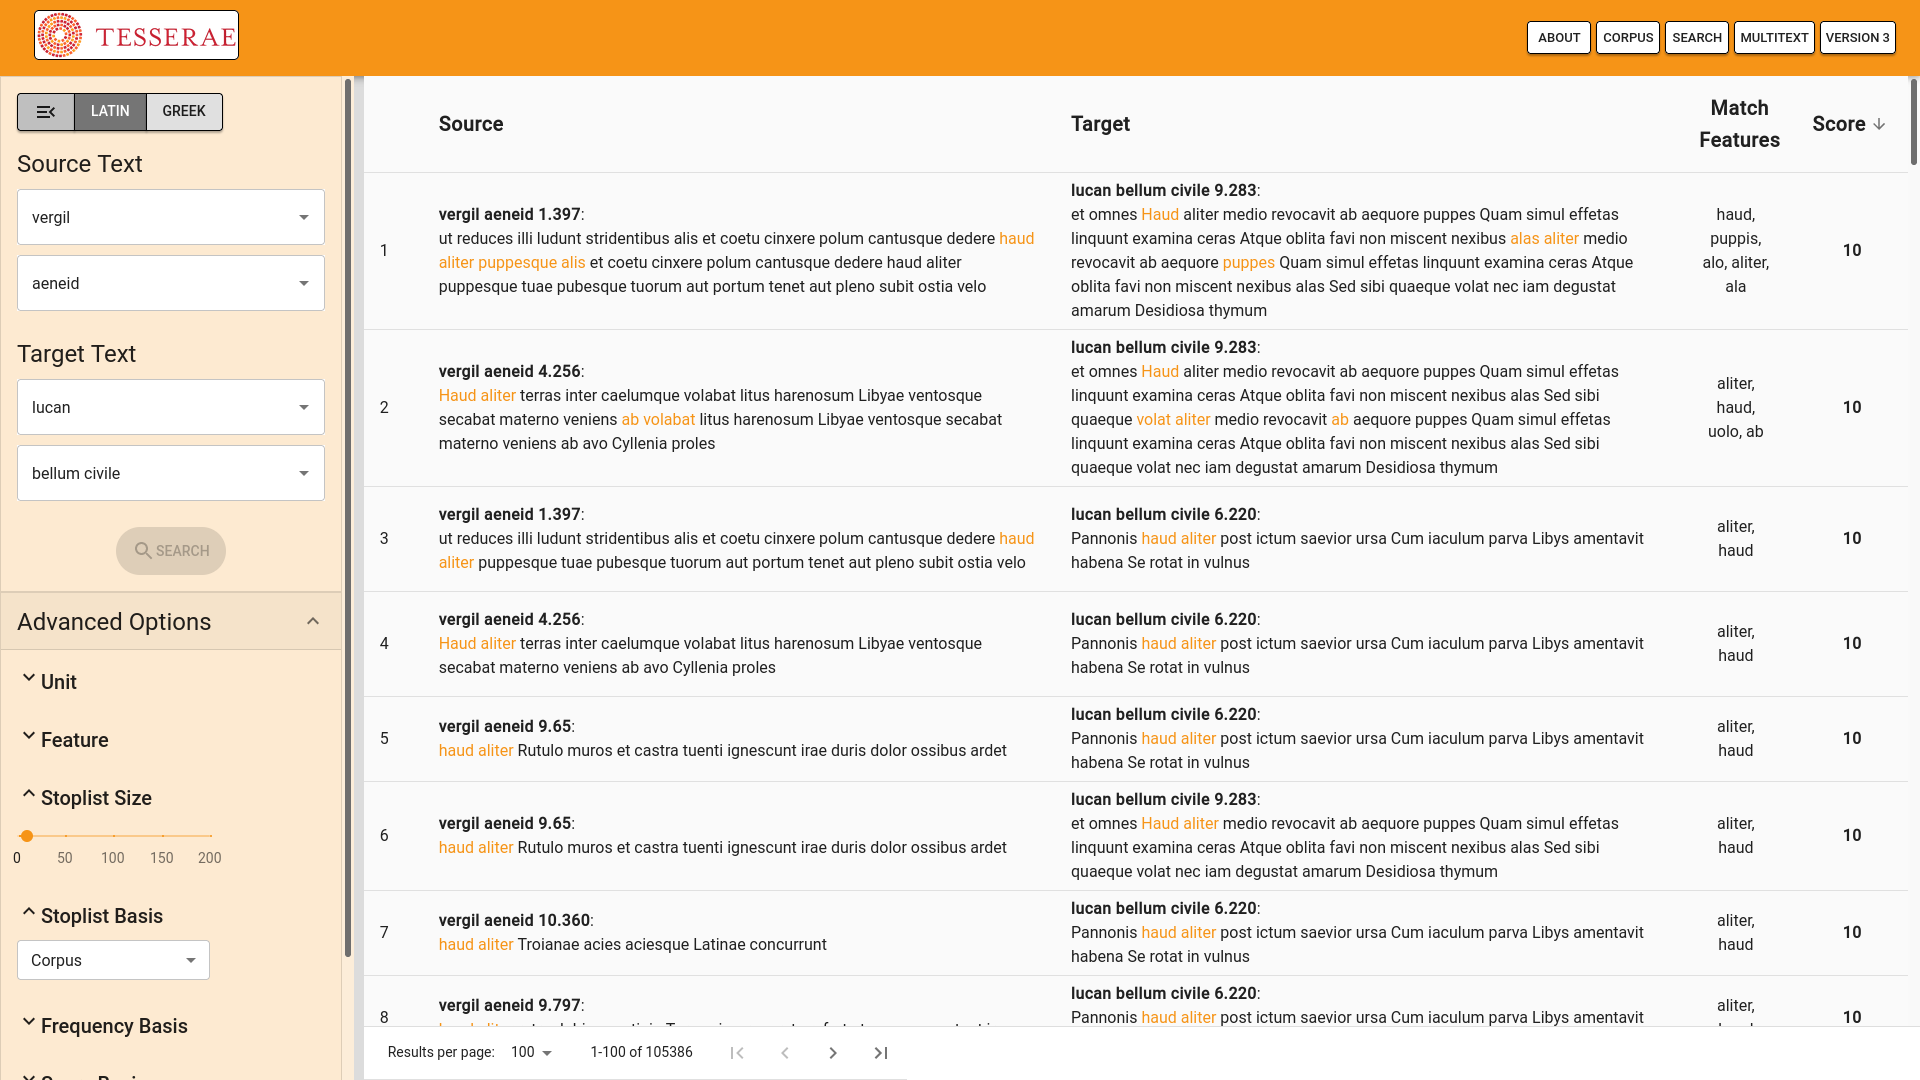 TESSERAE
ABOUT
CORPUS
SEARCH
MULTITEXT
VERSION 3
LATIN
GREEK
Source Text
vergil
aeneid
Target Text
lucan
bellum civile
SEARCH
Advanced Options
Unit
Feature
Stoplist Size
0 50 100 150 200
Stoplist Basis
Corpus
Frequency Basis
Source
Target
Match
Features
Score
1
vergil aeneid 1.397:
ut reduces illi ludunt stridentibus alis et coetu cinxere polum cantusque dedere haud
aliter puppesque alis et coetu cinxere polum cantusque dedere haud aliter
puppesque tuae pubesque tuorum aut portum tenet aut pleno subit ostia velo
lucan bellum civile 9.283:
et omnes Haud aliter medio revocavit ab aequore puppes Quam simul effetas
linquunt examina ceras Atque oblita favi non miscent nexibus alas aliter medio
revocavit ab aequore puppes Quam simul effetas linquunt examina ceras Atque
oblita favi non miscent nexibus alas Sed sibi quaeque volat nec iam degustat
amarum Desidiosa thymum
haud,
puppis,
alo, aliter,
ala
10
2
vergil aeneid 4.256:
Haud aliter terras inter caelumque volabat litus harenosum Libyae ventosque
secabat materno veniens ab volabat litus harenosum Libyae ventosque secabat
materno veniens ab avo Cyllenia proles
lucan bellum civile 9.283:
et omnes Haud aliter medio revocavit ab aequore puppes Quam simul effetas
linquunt examina ceras Atque oblita favi non miscent nexibus alas Sed sibi
quaeque volat aliter medio revocavit ab aequore puppes Quam simul effetas
linquunt examina ceras Atque oblita favi non miscent nexibus alas Sed sibi
quaeque volat nec iam degustat amarum Desidiosa thymum
aliter,
haud,
uolo, ab
10
3
vergil aeneid 1.397:
ut reduces illi ludunt stridentibus alis et coetu cinxere polum cantusque dedere haud
aliter puppesque tuae pubesque tuorum aut portum tenet aut pleno subit ostia velo
lucan bellum civile 6.220:
Pannonis haud aliter post ictum saevior ursa Cum iaculum parva Libys amentavit
habena Se rotat in vulnus
aliter,
haud
10
4
vergil aeneid 4.256:
Haud aliter terras inter caelumque volabat litus harenosum Libyae ventosque
secabat materno veniens ab avo Cyllenia proles
lucan bellum civile 6.220:
Pannonis haud aliter post ictum saevior ursa Cum iaculum parva Libys amentavit
habena Se rotat in vulnus
aliter,
haud
10
5
vergil aeneid 9.65:
haud aliter Rutulo muros et castra tuenti ignescunt irae duris dolor ossibus ardet
lucan bellum civile 6.220:
Pannonis haud aliter post ictum saevior ursa Cum iaculum parva Libys amentavit
habena Se rotat in vulnus
aliter,
haud
10
6
vergil aeneid 9.65:
haud aliter Rutulo muros et castra tuenti ignescunt irae duris dolor ossibus ardet
lucan bellum civile 9.283:
et omnes Haud aliter medio revocavit ab aequore puppes Quam simul effetas
linquunt examina ceras Atque oblita favi non miscent nexibus alas Sed sibi
quaeque volat nec iam degustat amarum Desidiosa thymum
aliter,
haud
10
7
vergil aeneid 10.360:
haud aliter Troianae acies aciesque Latinae concurrunt
lucan bellum civile 6.220:
Pannonis haud aliter post ictum saevior ursa Cum iaculum parva Libys amentavit
habena Se rotat in vulnus
aliter,
haud
10
8
vergil aeneid 9.797:
lucan bellum civile 6.220:
Pannonis haud aliter post ictum saevior ursa Cum iaculum parva Libys amentavit
aliter,
10
Results per page: 100 1-100 of 105386